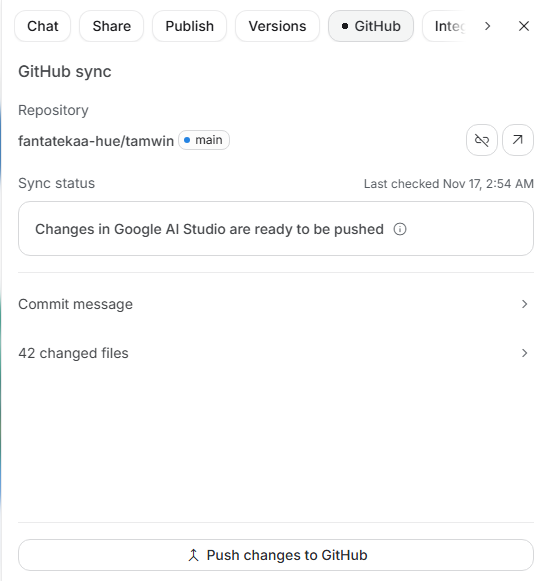 Chat Share Publish Versions GitHub Integ
GitHub sync
Repository
fantatekaa-hue/tamwin main
Sync status Last checked Nov 17, 2:54 AM
Changes in Google AI Studio are ready to be pushed
Commit message
42 changed files
Push changes to GitHub